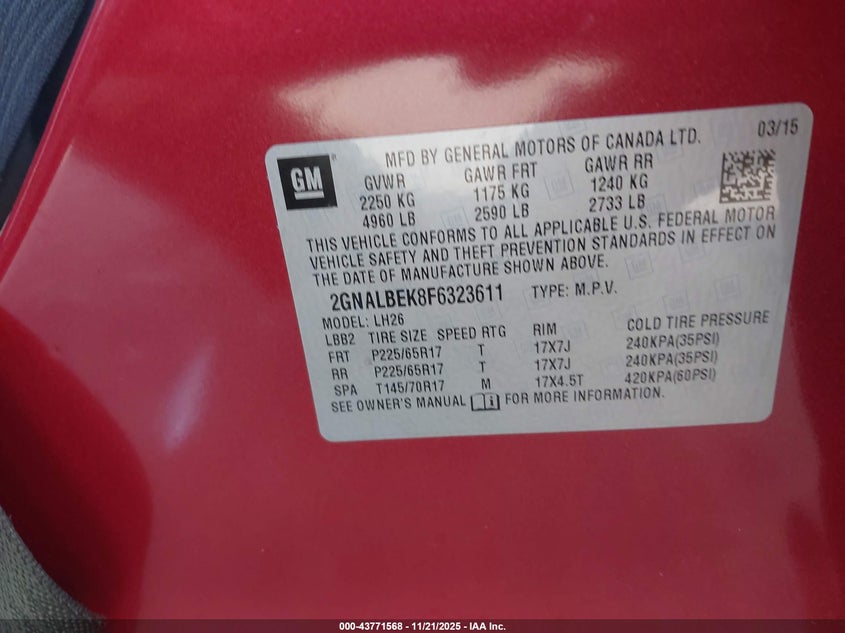 MFD BY GENERAL MOTORS OF CANADA LTD. 03/15
GM
GVWR GAWR FRT GAWR RR
2250 KG 1175 KG 1240 KG
4960 LB 2590 LB 2733 LB
THIS VEHICLE CONFORMS TO ALL APPLICABLE U.S. FEDERAL MOTOR
VEHICLE SAFETY AND THEFT PREVENTION STANDARDS IN EFFECT ON
THE DATE OF MANUFACTURE SHOWN ABOVE.
2GNALBEK8F6323611 TYPE: M.P.V.
MODEL: LH26
LBB2 TIRE SIZE SPEED RTG RIM COLD TIRE PRESSURE
FRT P225/65R17 T 17X7J 240KPA(35PSI)
RR P225/65R17 T 17X7J 240KPA(35PSI)
SPA T145/70R17 M 17X4.5T 420KPA(60PSI)
SEE OWNER'S MANUAL FOR MORE INFORMATION.
000-43771568 - 11/21/2025 - IAA Inc.